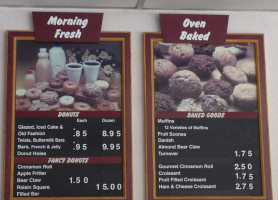 Morning
Fresh
DONUTS
Each Dozen
Glazed, Iced Cake &
Old Fashion .85 8.95
Twists, Buttermilk Bars
Bars, French & Jelly .95 9.95
Donut Holes
FANCY DONUTS
Cinnamon Roll
Apple Fritter
Bear Claw 1.50
Raisin Square 15.00
Filled Bar
Oven
Baked
BAKED GOODS
Muffins
12 Varieties of Muffins
Fruit Scones
Danish
Almond Bear Claw
Turnover 1.75
Gourmet Cinnamon Roll 2.50
Croissant 1.75
Fruit Filled Croissant 1.75
Ham & Cheese Croissant 2.75